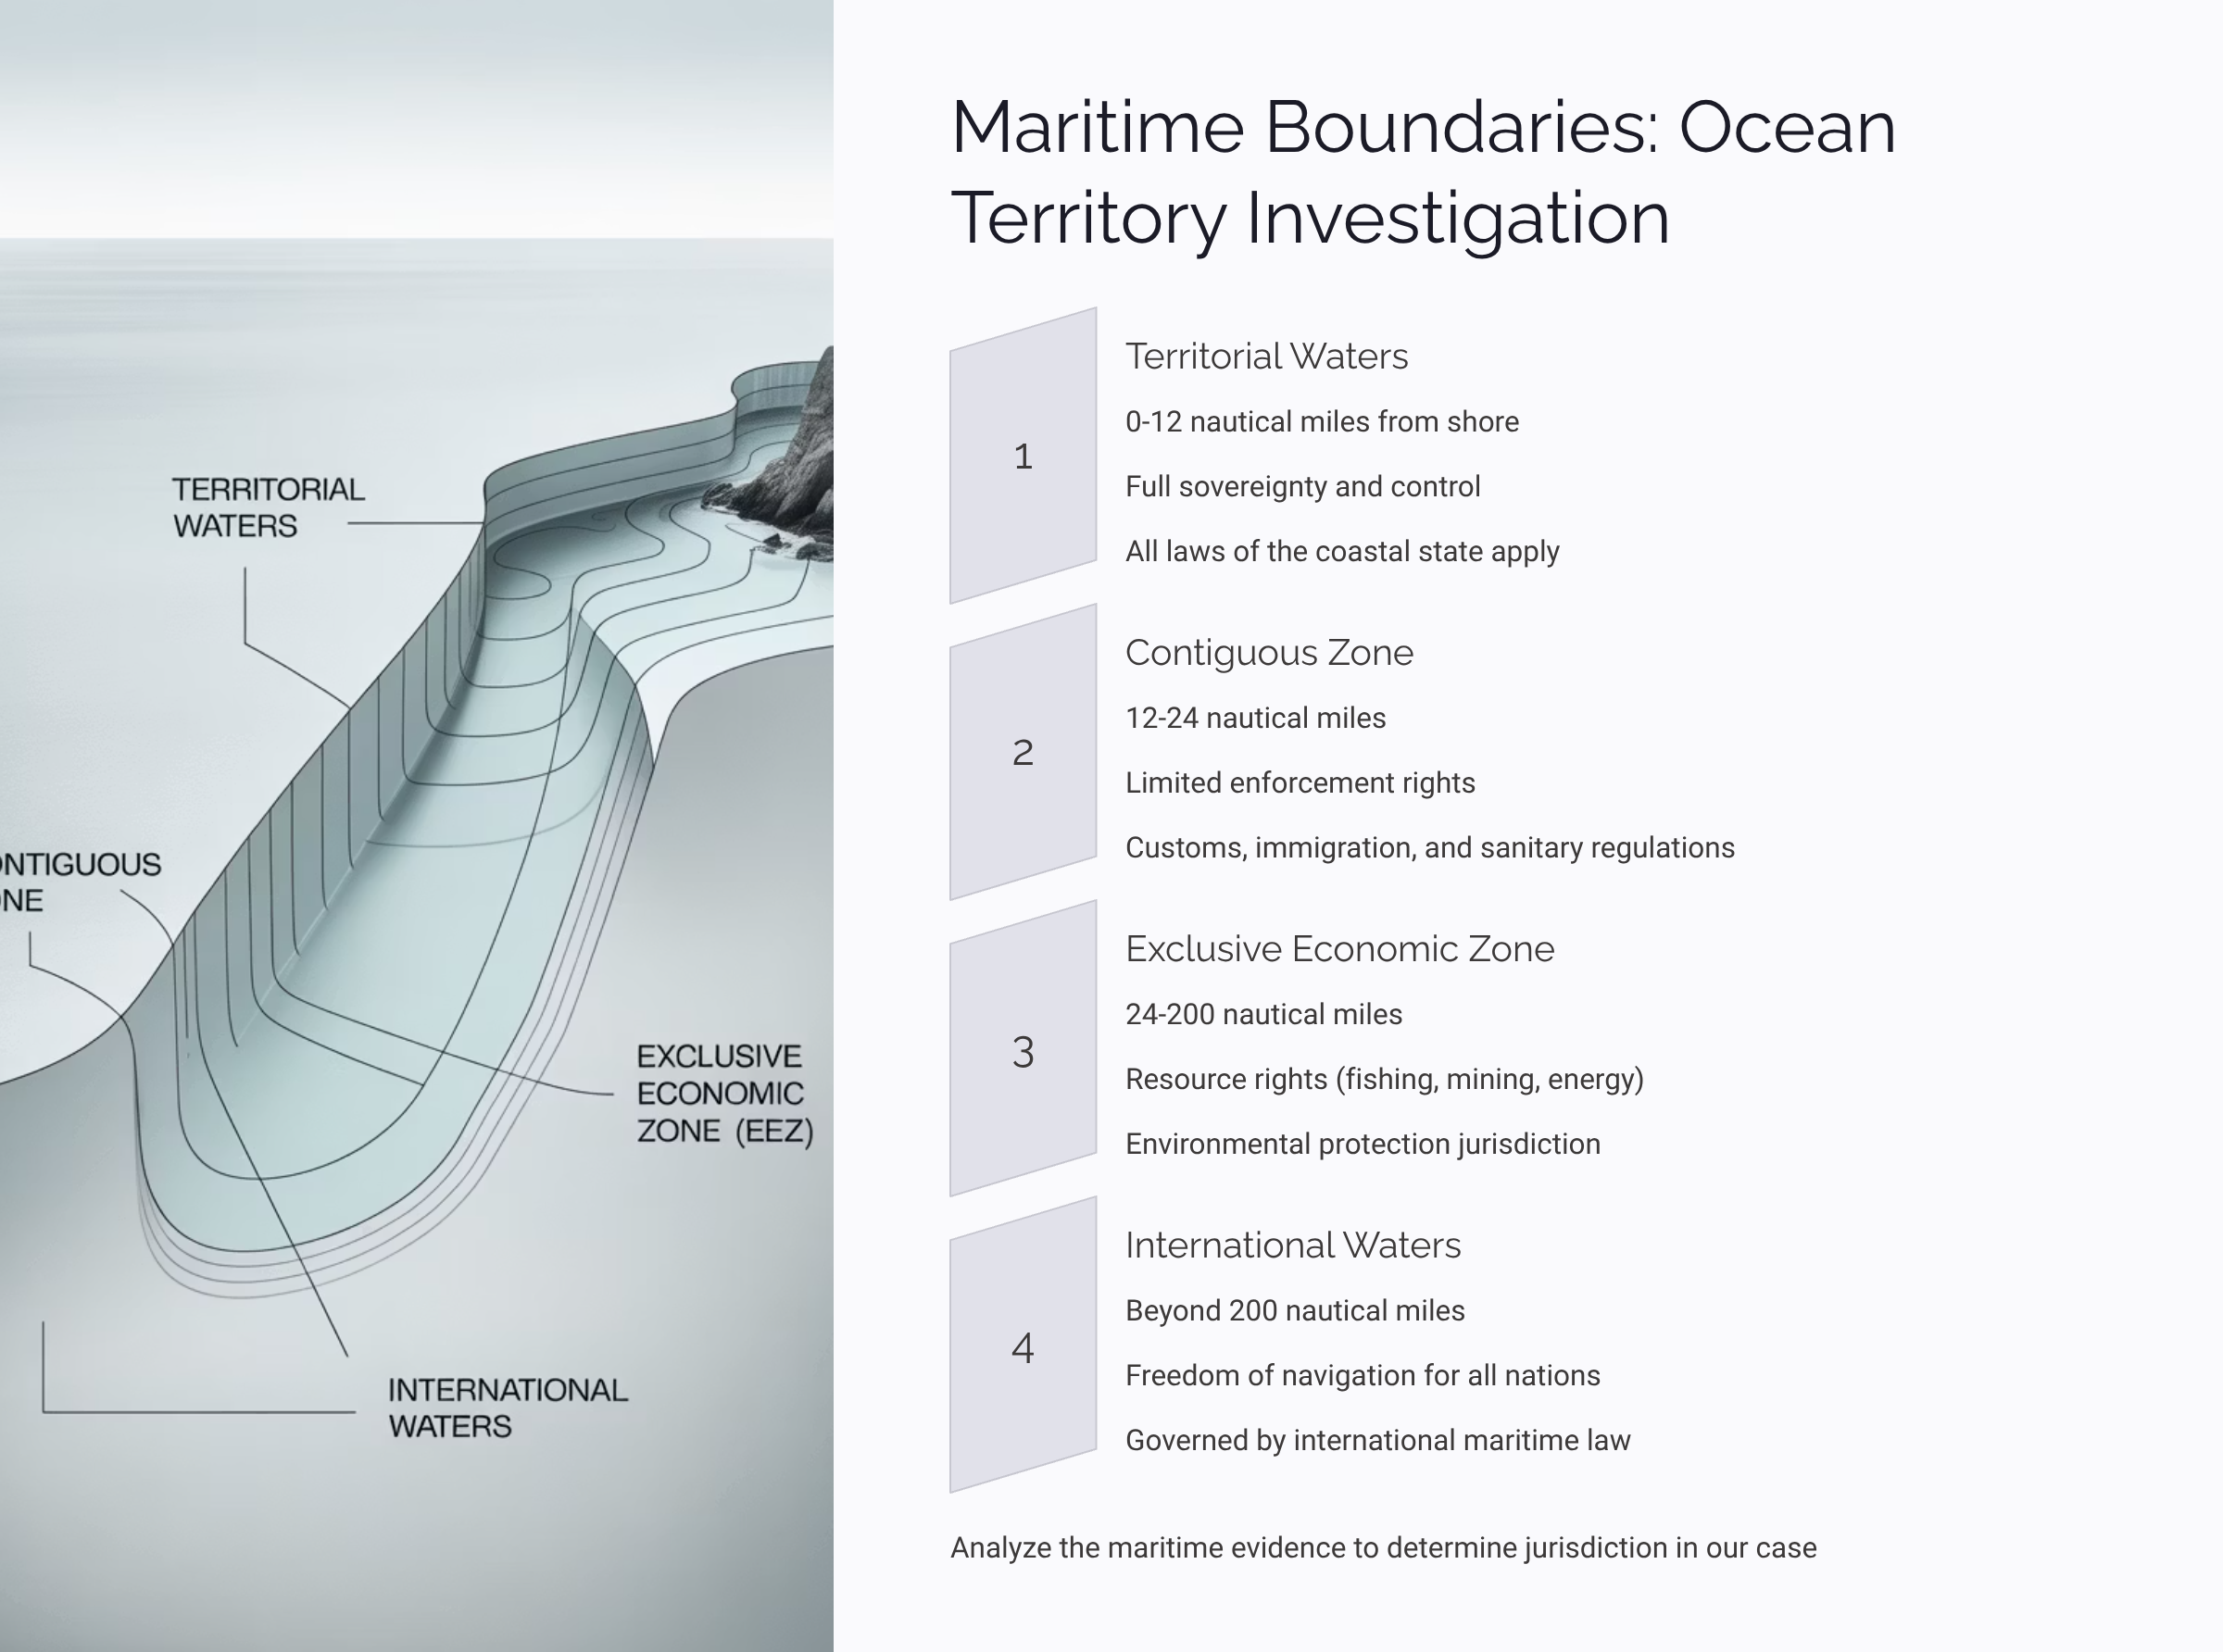 TERRITORIAL
WATERS
NTIGUOUS
NE
EXCLUSIVE
ECONOMIC
ZONE (EEZ)
INTERNATIONAL
WATERS
Maritime Boundaries: Ocean
Territory Investigation
1
Territorial Waters
0-12 nautical miles from shore
Full sovereignty and control
All laws of the coastal state apply
2
Contiguous Zone
12-24 nautical miles
Limited enforcement rights
Customs, immigration, and sanitary regulations
3
Exclusive Economic Zone
24-200 nautical miles
Resource rights (fishing, mining, energy)
Environmental protection jurisdiction
4
International Waters
Beyond 200 nautical miles
Freedom of navigation for all nations
Governed by international maritime law
Analyze the maritime evidence to determine jurisdiction in our case